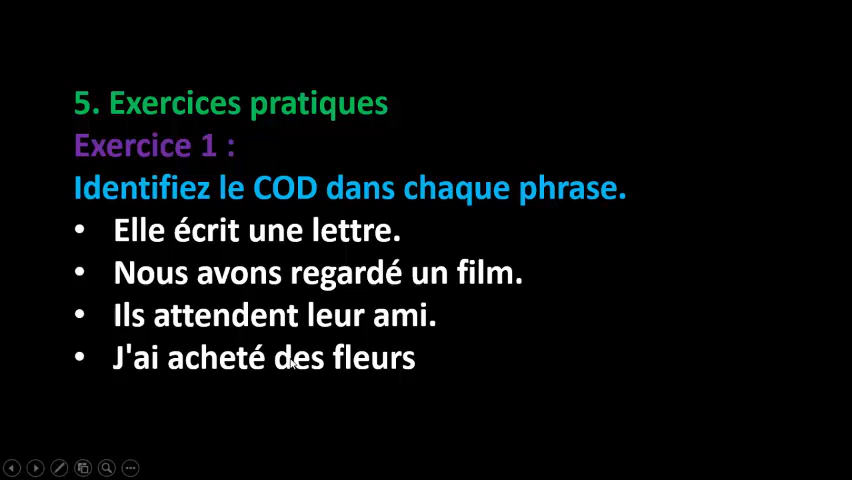 5. Exercices pratiques
Exercice 1 :
Identifiez le COD dans chaque phrase.
• Elle écrit une lettre.
• Nous avons regardé un film.
• Ils attendent leur ami.
• J'ai acheté des fleurs